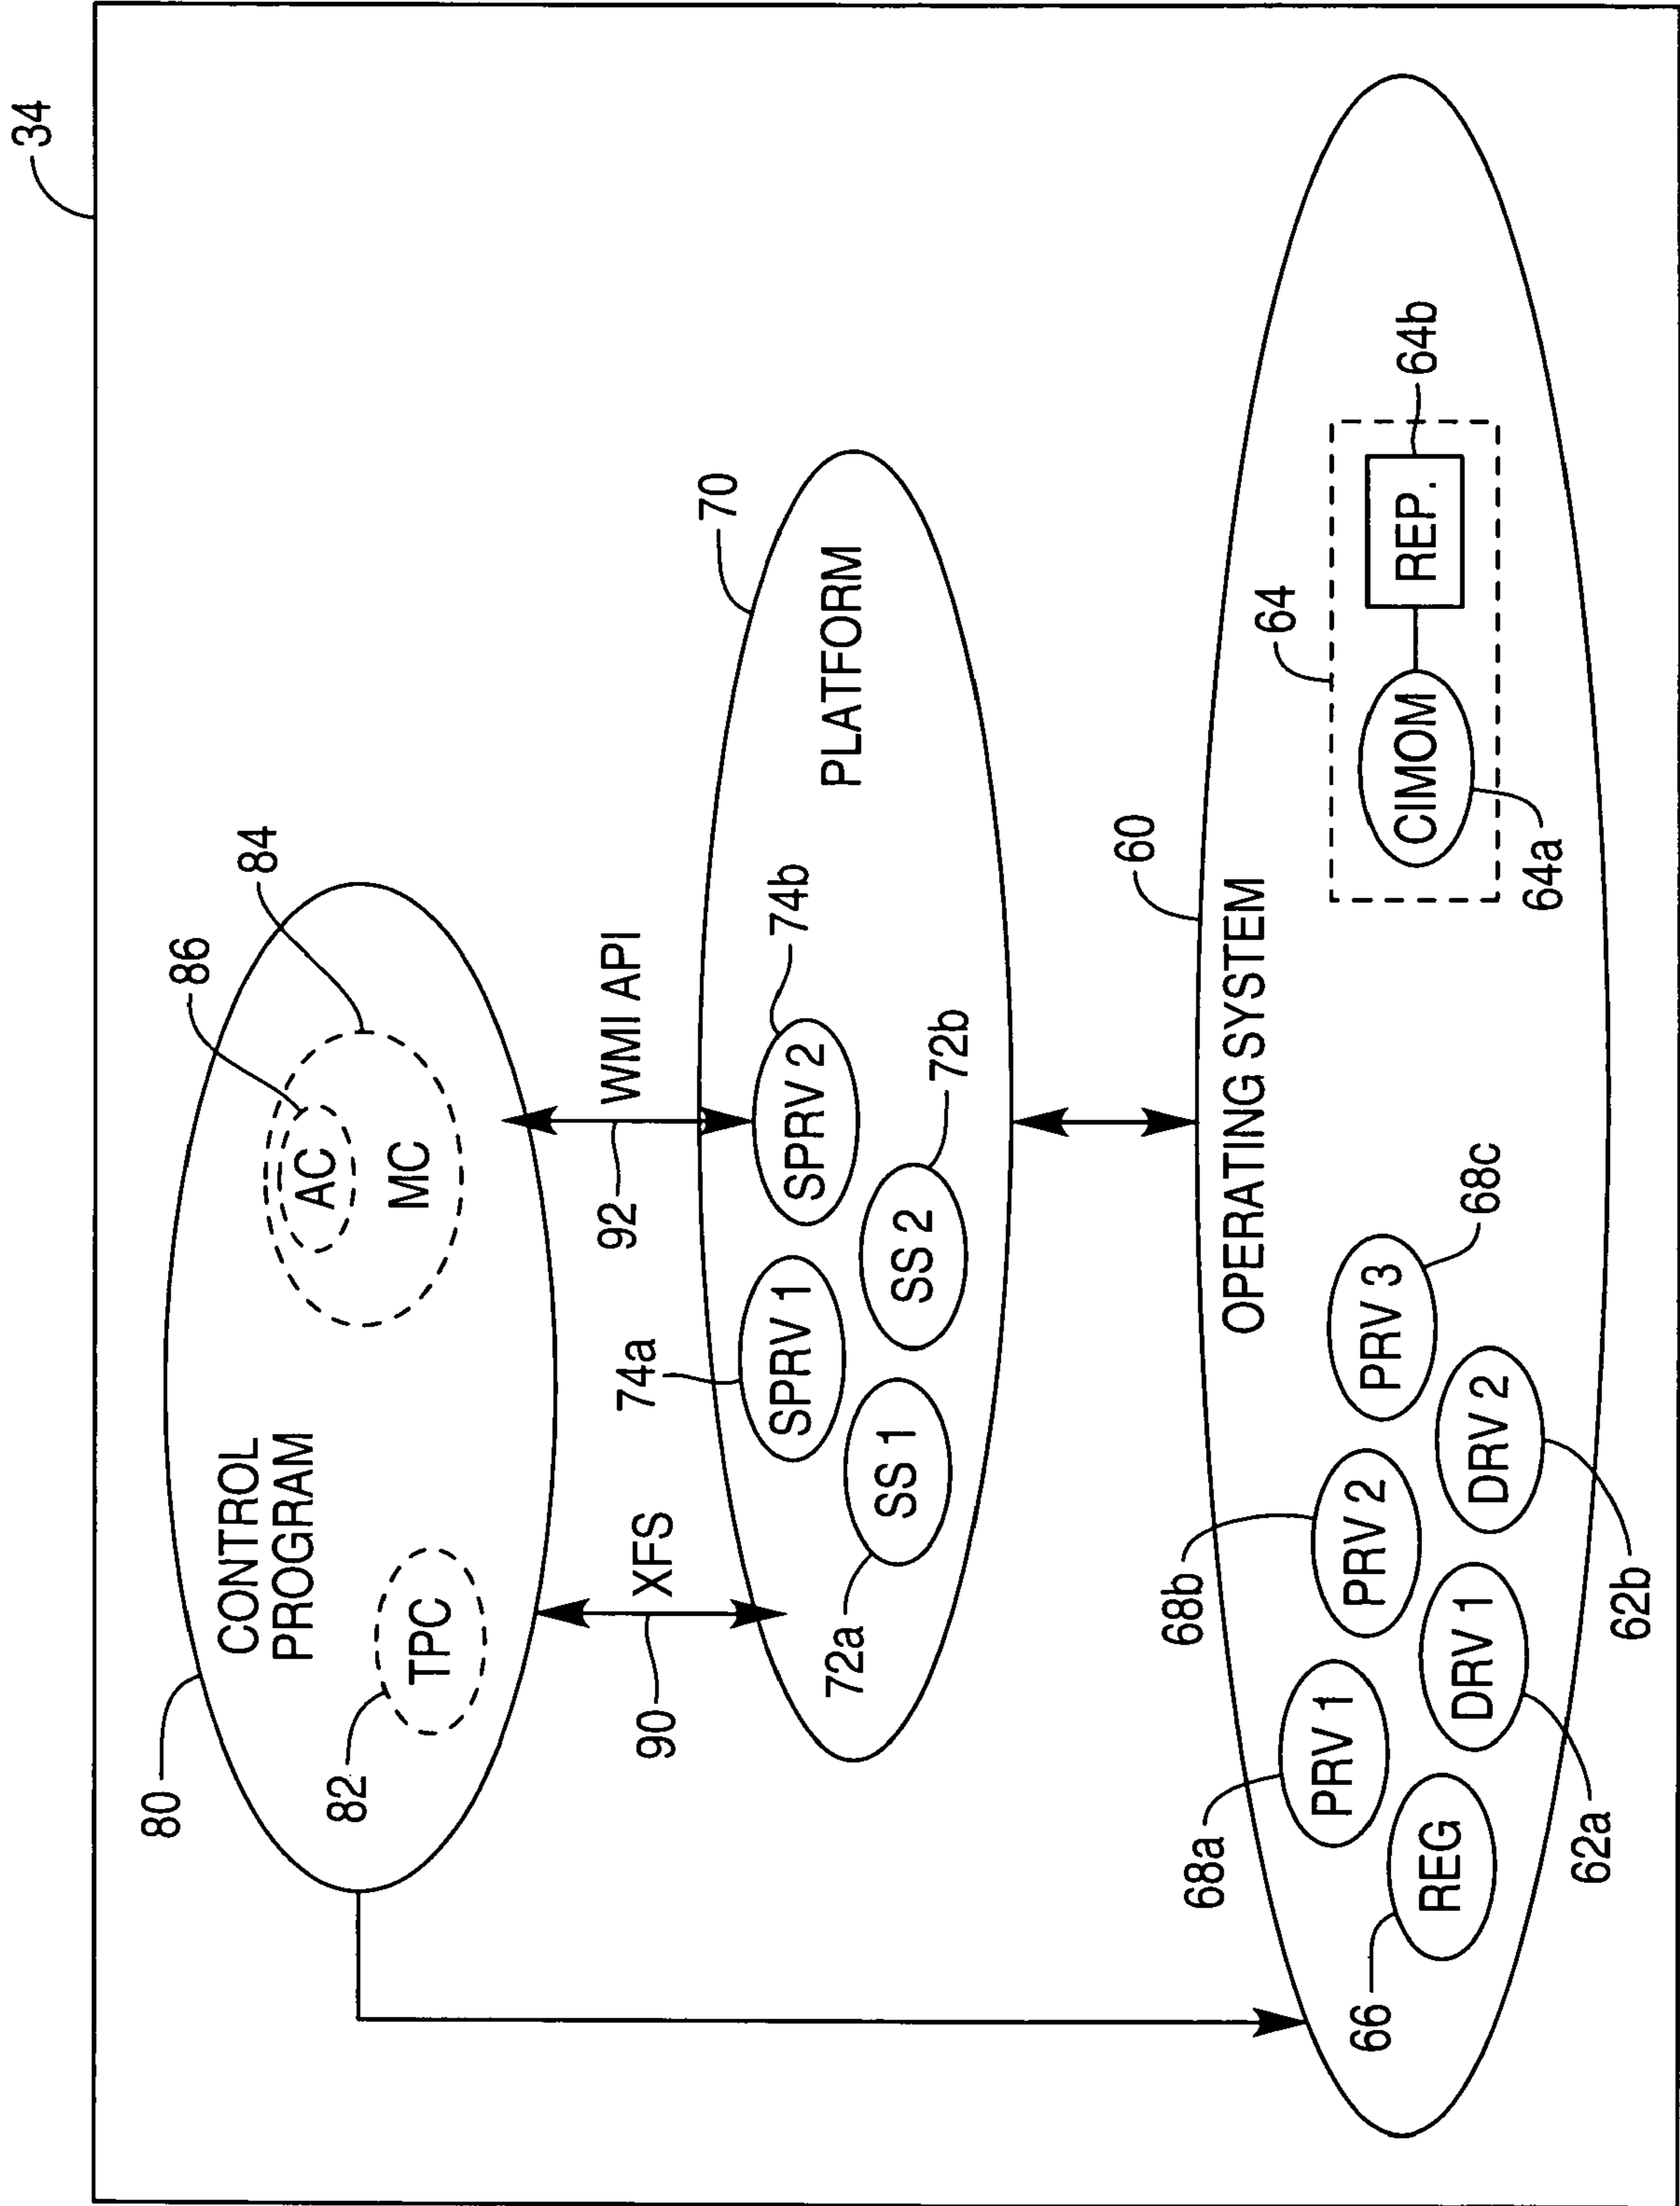 34
80
CONTROL
PROGRAM
82
TPC
86
84
AC
MC
90
XFS
92
WMI API
70
PLATFORM
74a
SPRV 1
74b
SPRV 2
72a
SS 1
SS 2
72b
60
OPERATING SYSTEM
68a
PRV 1
68b
PRV 2
PRV 3
68c
66
REG
DRV 1
62a
DRV 2
62b
64
CIMOM
64a
REP.
64b